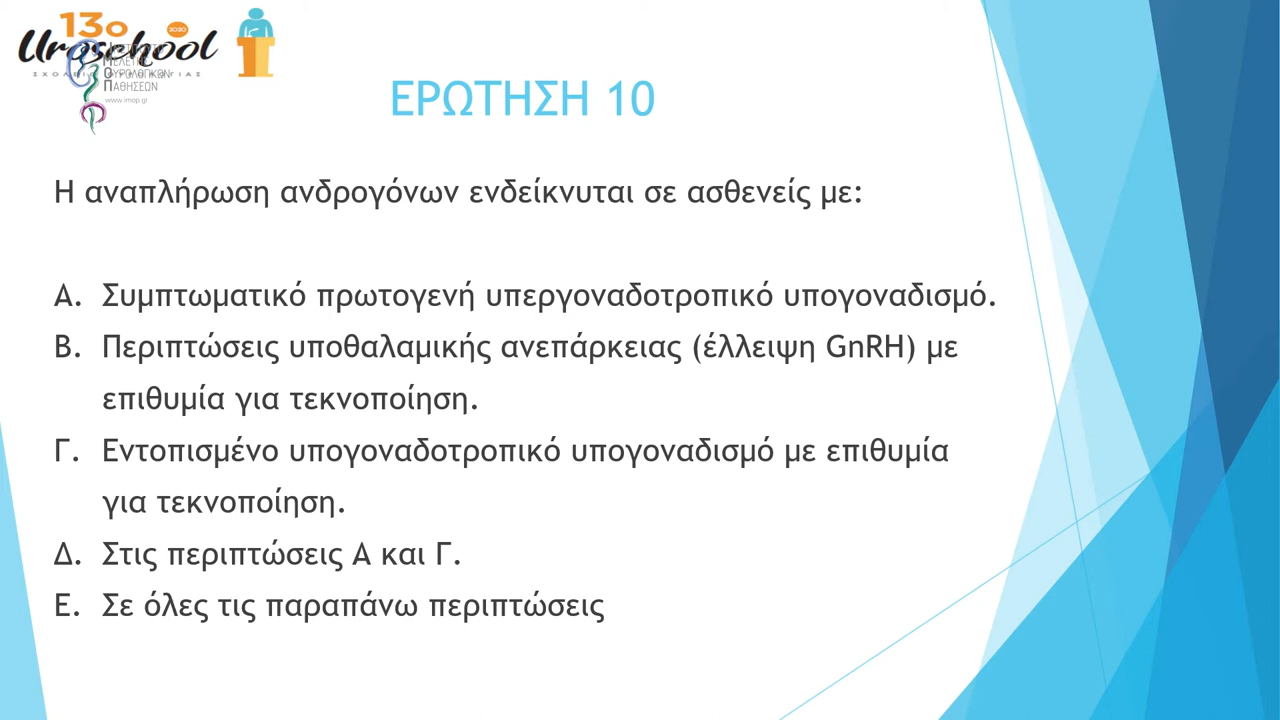 13ο
2020
Uroschool
ΜΕΛΕΤΗΣ
ΟΥΡΟΛΟΓΙΚΩΝ
ΠΑΘΗΣΕΩΝ
www.imop.gr
ΕΡΩΤΗΣΗ 10
Η αναπλήρωση ανδρογόνων ενδείκνυται σε ασθενείς με:
Α. Συμπτωματικό πρωτογενή υπεργοναδοτροπικό υπογοναδισμό.
Β. Περιπτώσεις υποθαλαμικής ανεπάρκειας (έλλειψη GnRH) με
επιθυμία για τεκνοποίηση.
Γ. Εντοπισμένο υπογοναδοτροπικό υπογοναδισμό με επιθυμία
για τεκνοποίηση.
Δ. Στις περιπτώσεις Α και Γ.
Ε. Σε όλες τις παραπάνω περιπτώσεις